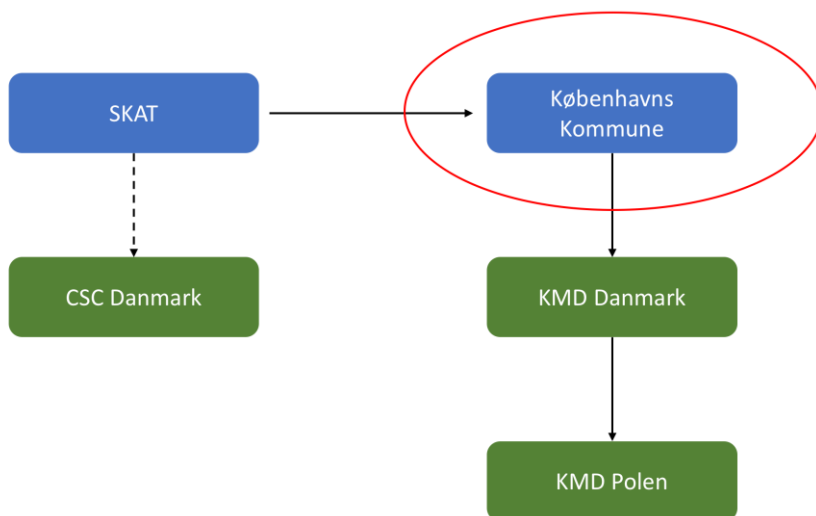 SKAT
Københavns
Kommune
CSC Danmark
KMD Danmark
KMD Polen